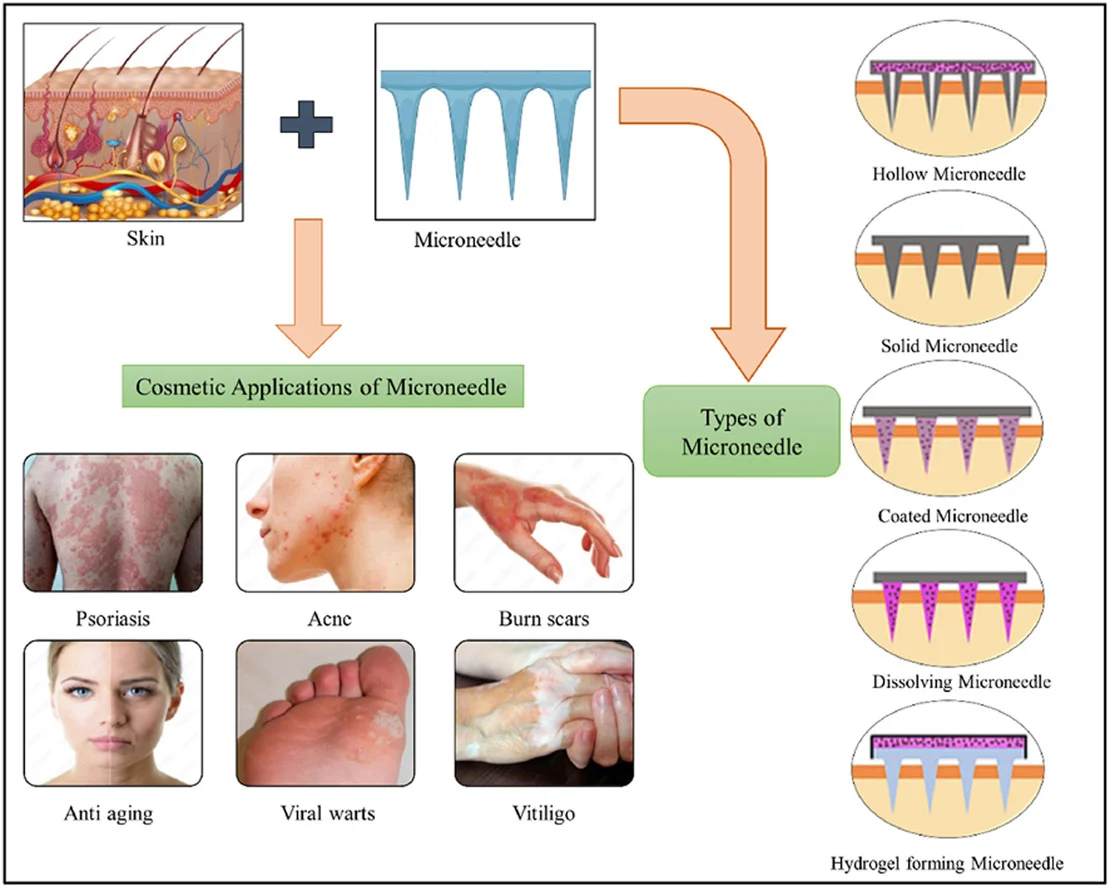 Skin
Microneedle
Cosmetic Applications of Microneedle
Psoriasis
Acne
Burn scars
Anti aging
Viral warts
Vitiligo
Types of
Microneedle
Hollow Microneedle
Solid Microneedle
Coated Microneedle
Dissolving Microneedle
Hydrogel forming Microneedle